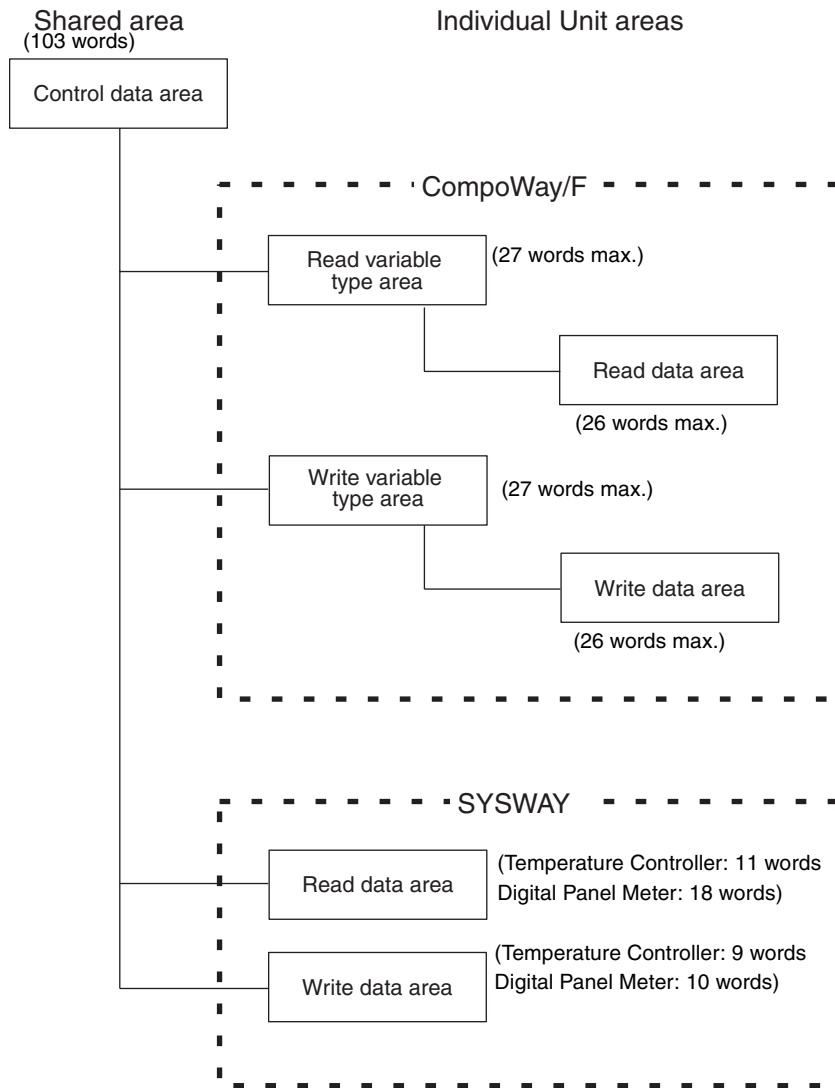 Shared area
Individual Unit areas
(103 words)
Control data area
CompoWay/F
Read variable
type area
(27 words max.)
Read data area
(26 words max.)
Write variable
type area
(27 words max.)
Write data area
(26 words max.)
SYSWAY
Read data area
(Temperature Controller: 11 words
Digital Panel Meter: 18 words)
Write data area
(Temperature Controller: 9 words
Digital Panel Meter: 10 words)